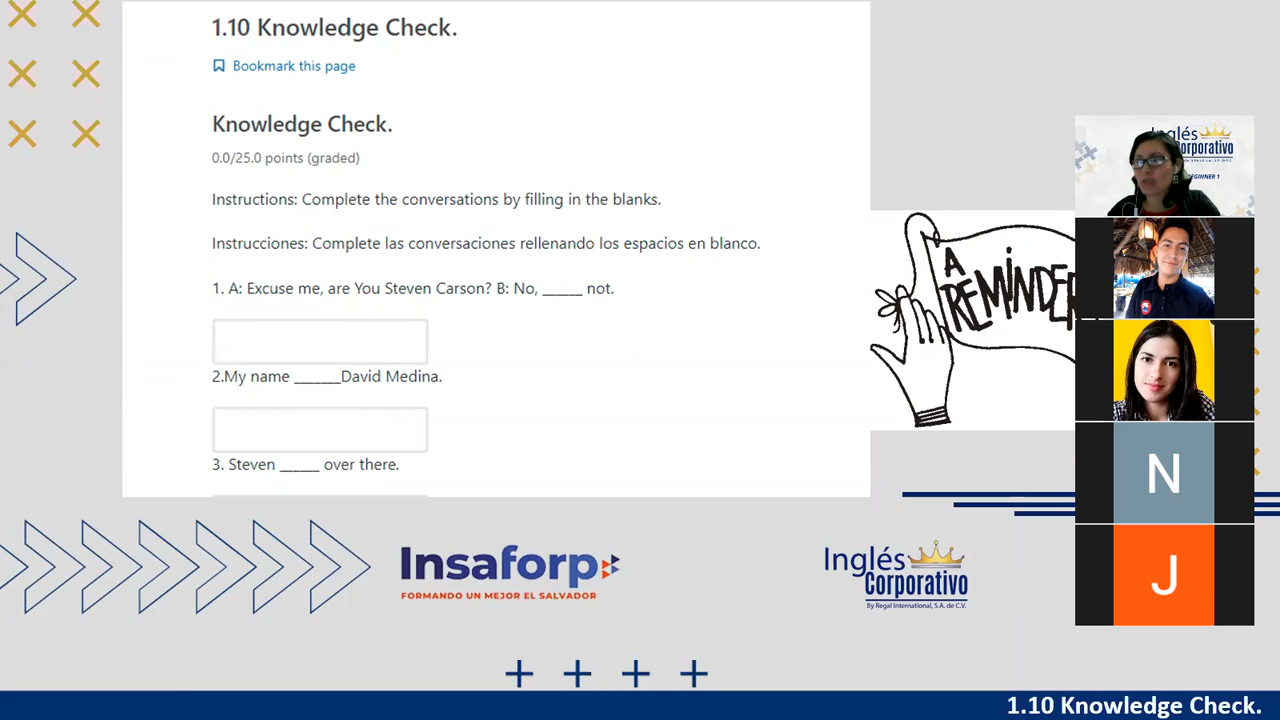 1.10 Knowledge Check.
Bookmark this page
Knowledge Check.
0.0/25.0 points (graded)
Instructions: Complete the conversations by filling in the blanks.
Instrucciones: Complete las conversaciones rellenando los espacios en blanco.
1. A: Excuse me, are You Steven Carson? B: No, ______ not.
2.My name _______David Medina.
3. Steven ______ over there.
A
REMINDER
Inglés
Corporativo
BEGINNER 1
N
J
Insaforp
FORMANDO UN MEJOR EL SALVADOR
Inglés
Corporativo
By Regal International, S.A. de C.V.
1.10 Knowledge Check.